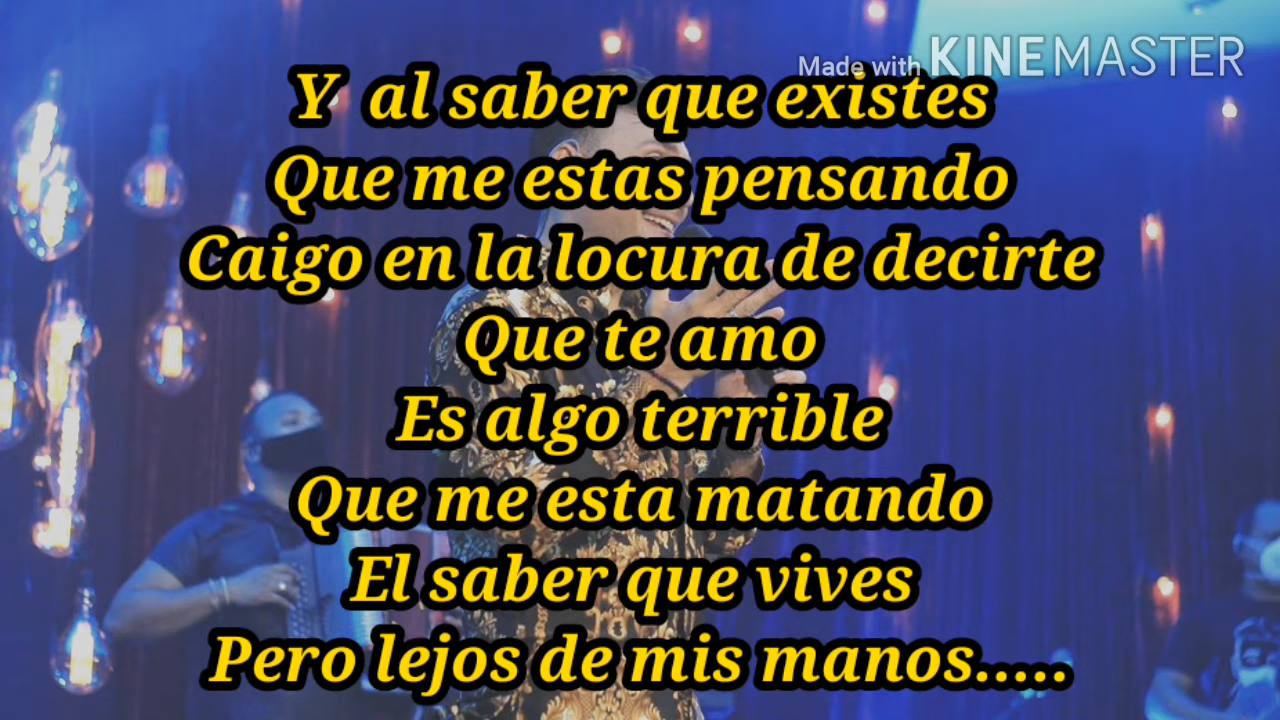 Made with KINEMASTER
Y al saber que existes
Que me estas pensando
Caigo en la locura de decirte
Que te amo
Es algo terrible
Que me esta matando
El saber que vives
Pero lejos de mis manos.....